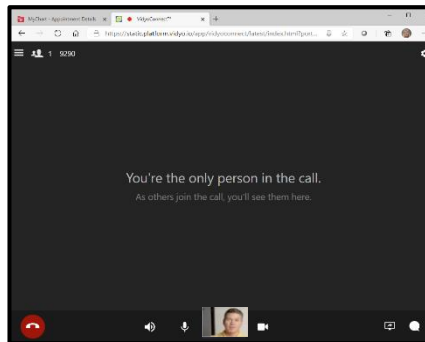 MyChart - Appointment Details
VidyoConnect™
https://static.platform.vidyo.io/app/vidyoconnect/latest/index.html?port...
1 9290
You're the only person in the call.
As others join the call, you'll see them here.